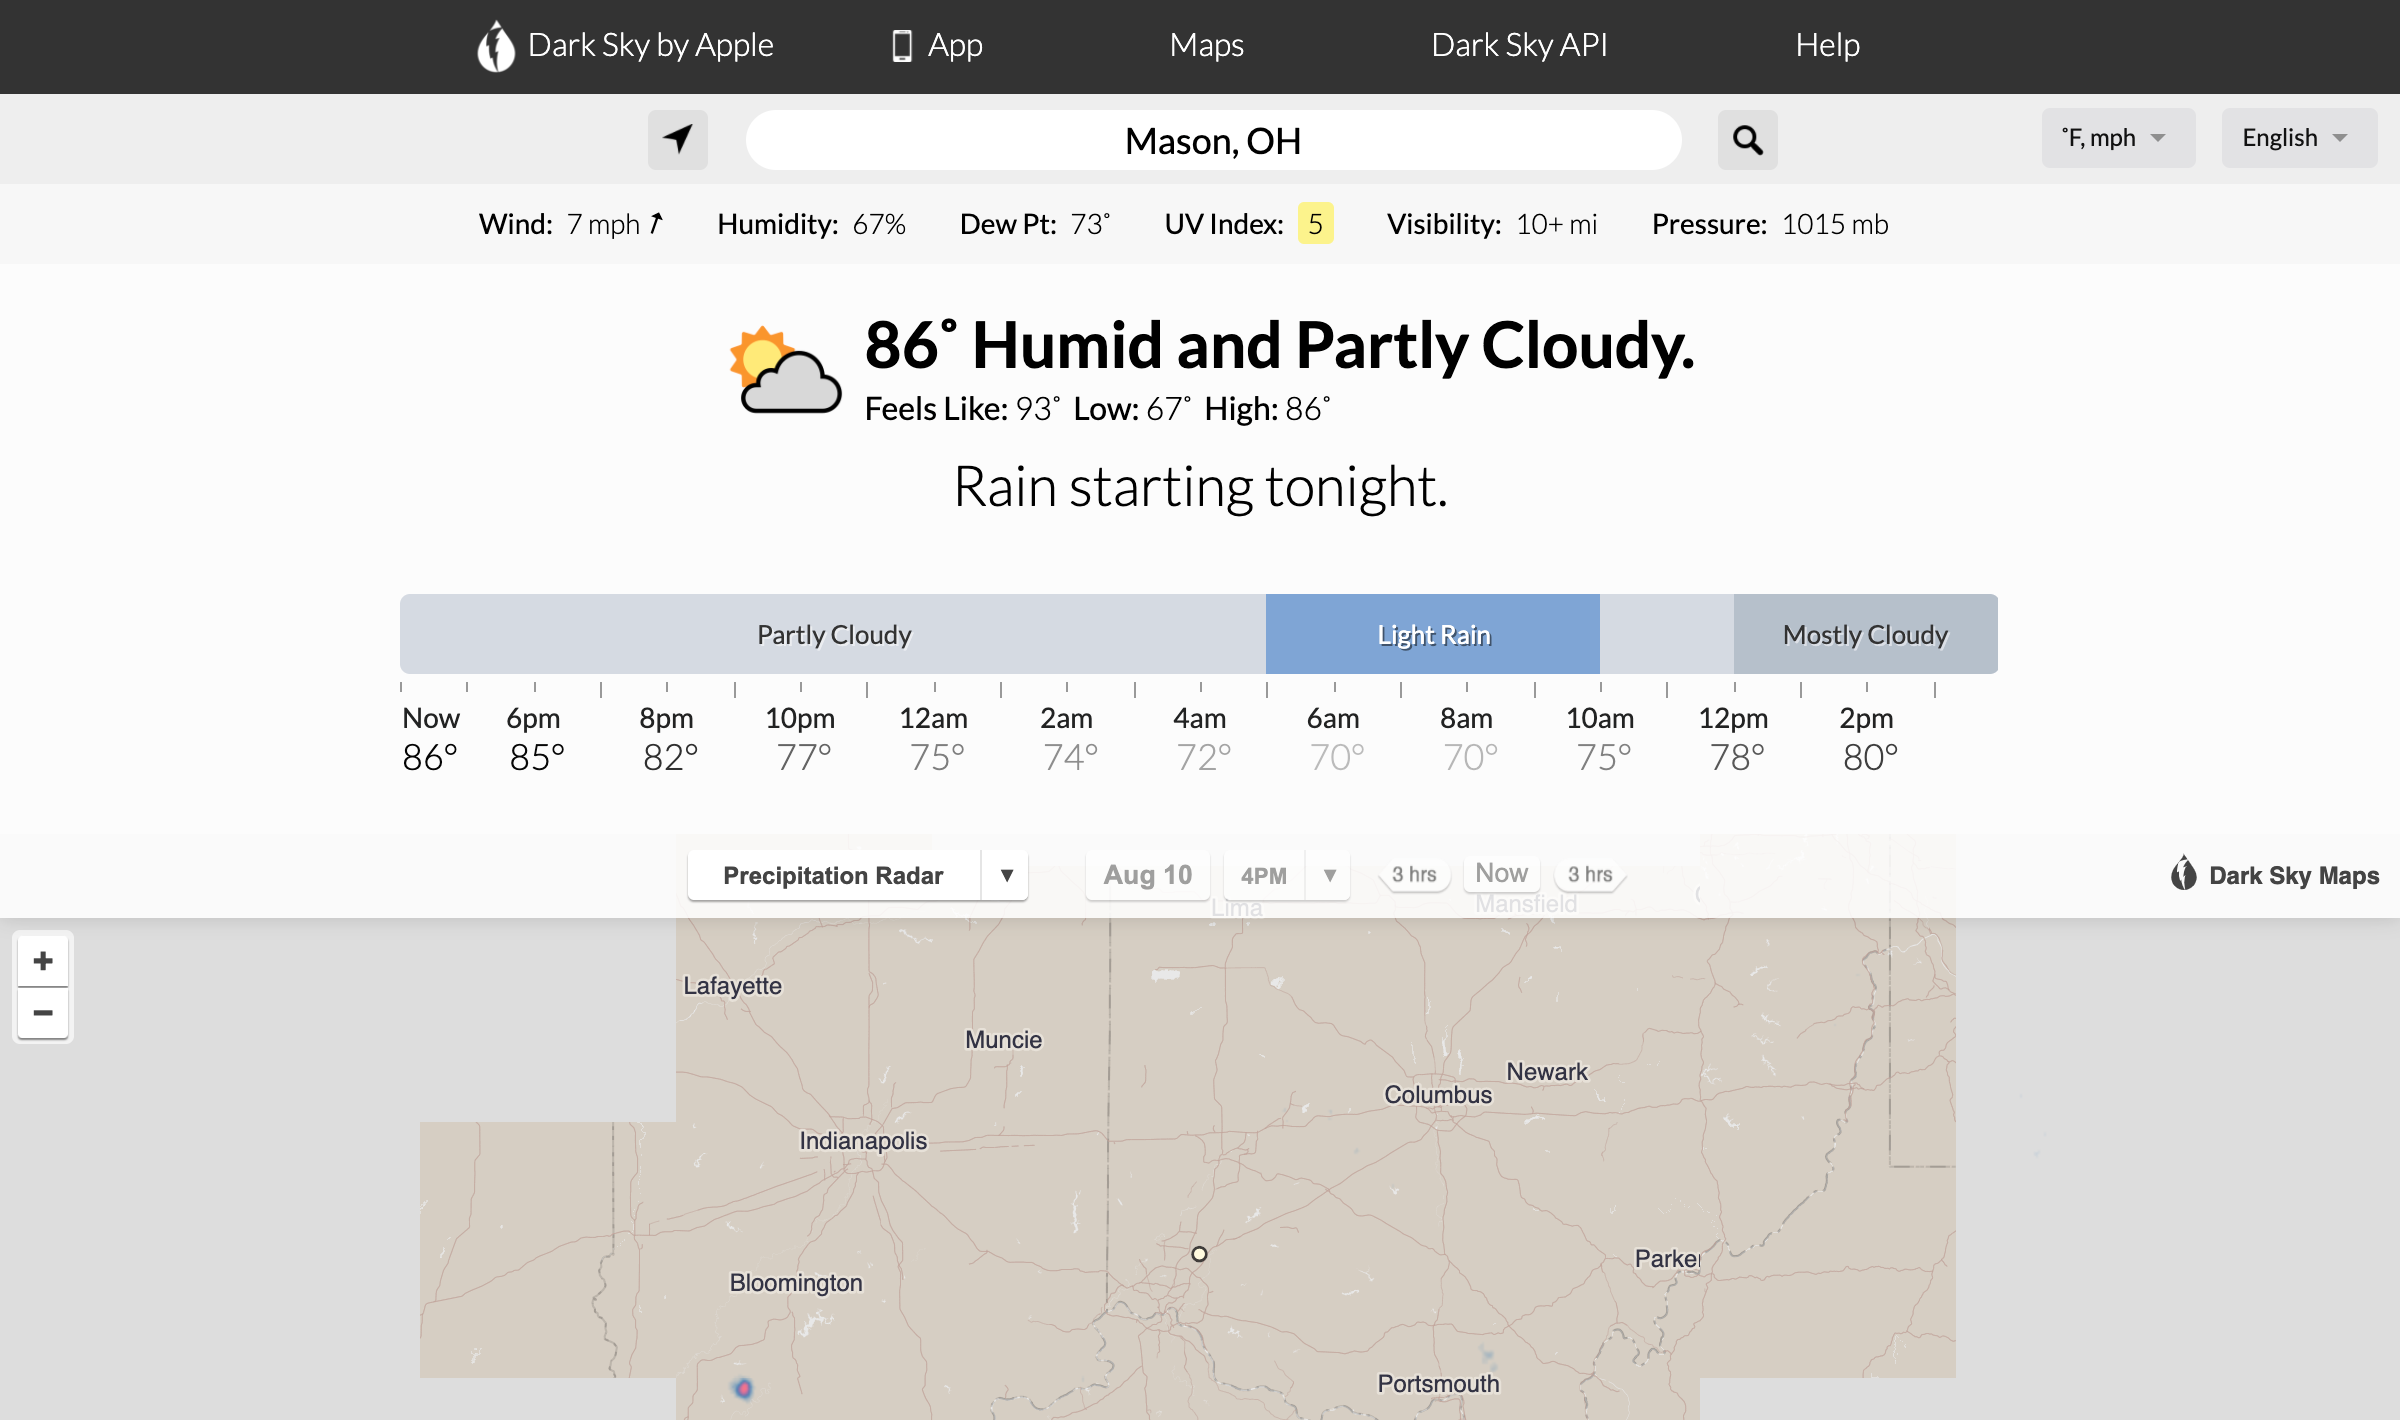 Dark Sky by Apple App Maps Dark Sky API Help
Mason, OH ˚F, mph English
Wind: 7 mph Humidity: 67% Dew Pt: 73˚ UV Index: 5 Visibility: 10+ mi Pressure: 1015 mb
86˚ Humid and Partly Cloudy.
Feels Like: 93˚ Low: 67˚ High: 86˚
Rain starting tonight.
Partly Cloudy Light Rain Mostly Cloudy
Now 6pm 8pm 10pm 12am 2am 4am 6am 8am 10am 12pm 2pm
86° 85° 82° 77° 75° 74° 72° 70° 70° 75° 78° 80°
Precipitation Radar ▼ Aug 10 4PM ▼ 3 hrs Now 3 hrs Dark Sky Maps
Lima Mansfield
+
−
Lafayette
Muncie
Newark
Columbus
Indianapolis
Parker
Bloomington
Portsmouth